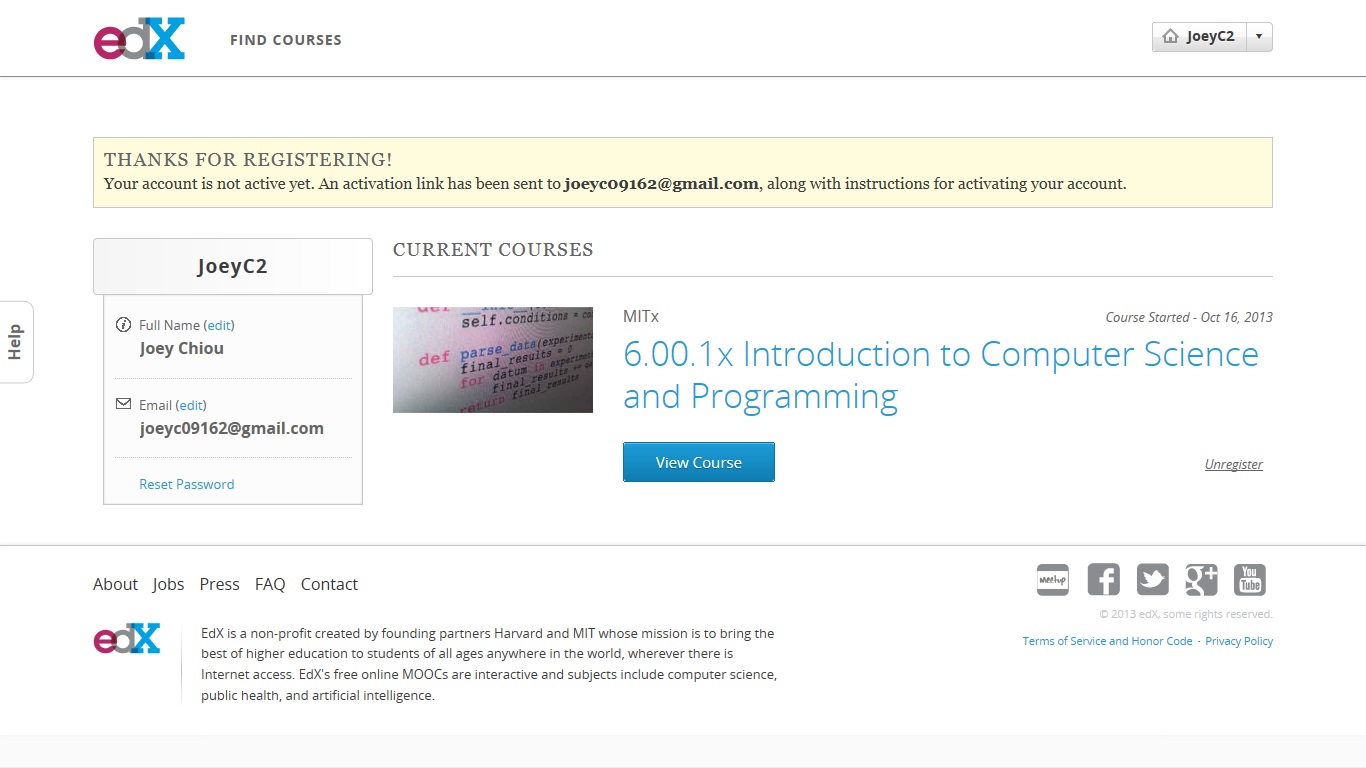 edX
FIND COURSES
JoeyC2
THANKS FOR REGISTERING!
Your account is not active yet. An activation link has been sent to joeyc09162@gmail.com, along with instructions for activating your account.
JoeyC2
Full Name (edit)
Joey Chiou
Email (edit)
joeyc09162@gmail.com
Reset Password
Help
CURRENT COURSES
self.conditions = co
def parse_data(experiment
final_results = 0
for datum in experime
final_results
return final_results
MITx
Course Started - Oct 16, 2013
6.00.1x Introduction to Computer Science
and Programming
View Course
Unregister
About Jobs Press FAQ Contact
edX
EdX is a non-profit created by founding partners Harvard and MIT whose mission is to bring the
best of higher education to students of all ages anywhere in the world, wherever there is
Internet access. EdX's free online MOOCs are interactive and subjects include computer science,
public health, and artificial intelligence.
Meetup
f
g+
You
Tube
© 2013 edX, some rights reserved.
Terms of Service and Honor Code - Privacy Policy